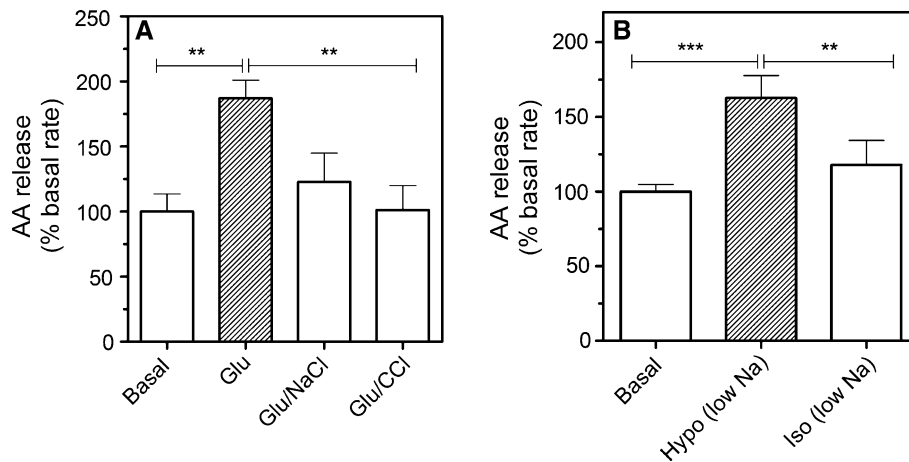 A
AA release
(% basal rate)
250
200
150
100
50
0
**
**
Basal
Glu
Glu/NaCl
Glu/CCl
B
AA release
(% basal rate)
200
150
100
50
0
***
**
Basal
Hypo (low Na)
Iso (low Na)